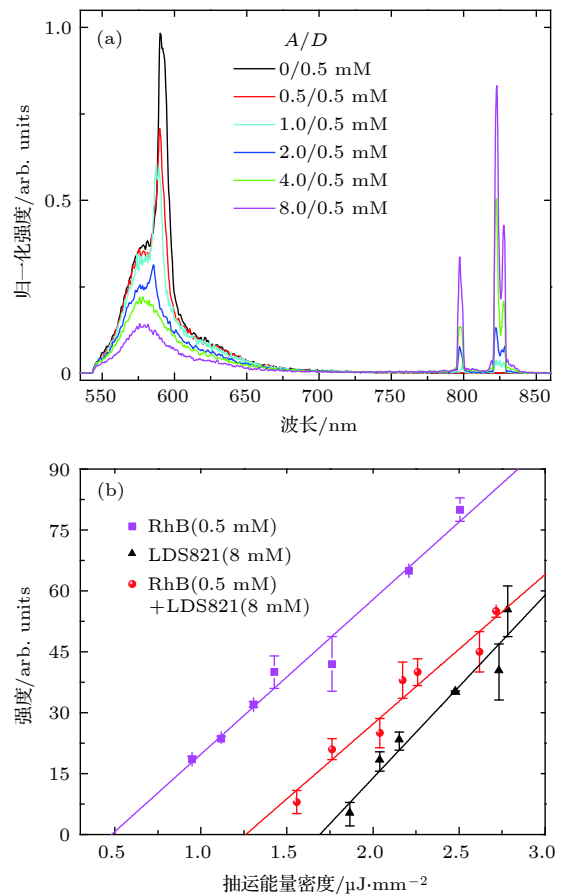 (a)
A/D
0/0.5 mM
0.5/0.5 mM
1.0/0.5 mM
2.0/0.5 mM
4.0/0.5 mM
8.0/0.5 mM
归一化强度/arb. units
1.0
0.5
0
550 600 650 700 750 800 850
波长/nm
(b)
RhB(0.5 mM)
LDS821(8 mM)
RhB(0.5 mM)
+LDS821(8 mM)
强度/arb. units
90
75
60
45
30
15
0
0.5 1.0 1.5 2.0 2.5 3.0
抽运能量密度/µJ·mm⁻²